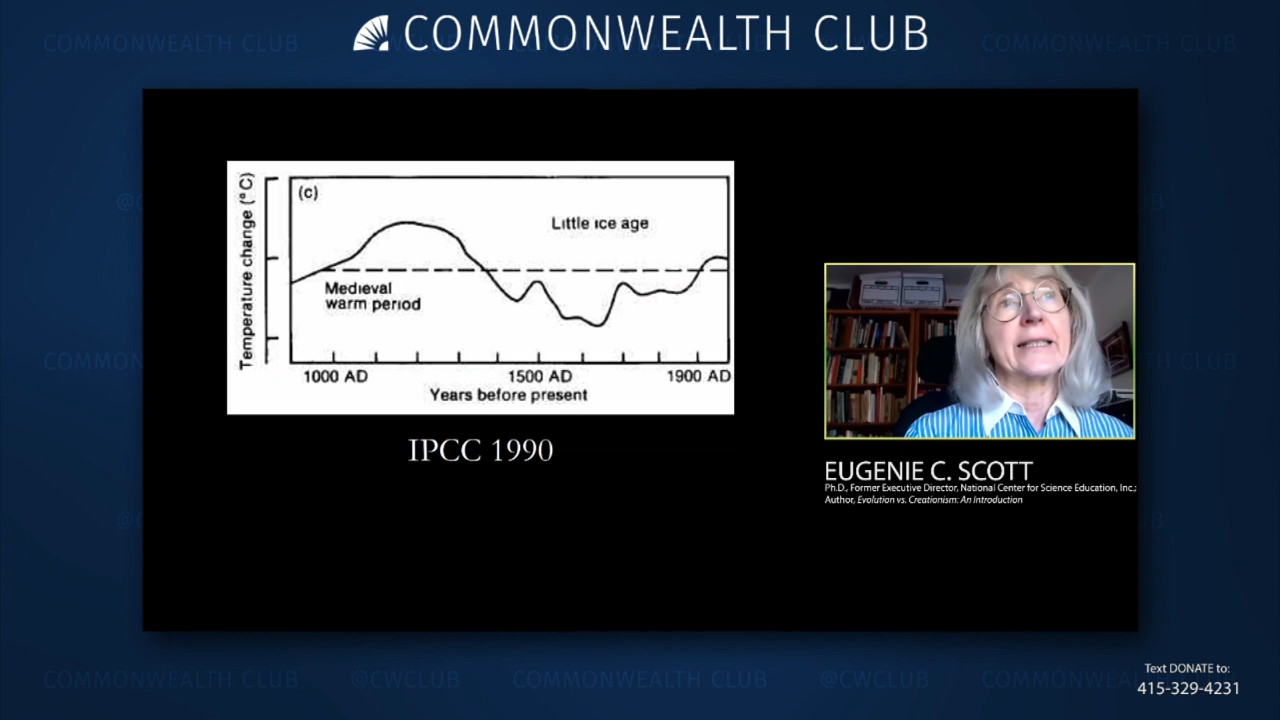 COMMONWEALTH CLUB
COMMONWEALTH CLUB
COMMONWEALTH CLUB
Temperature change (°C)
(c)
Little ice age
Medieval
warm period
1000 AD 1500 AD 1900 AD
Years before present
IPCC 1990
EUGENIE C. SCOTT
Ph.D., Former Executive Director, National Center for Science Education, Inc.;
Author, Evolution vs. Creationism: An Introduction
COMMONWEALTH CLUB @CWCLUB COMMONWEALTH CLUB @CWCLUB
Text DONATE to:
415-329-4231